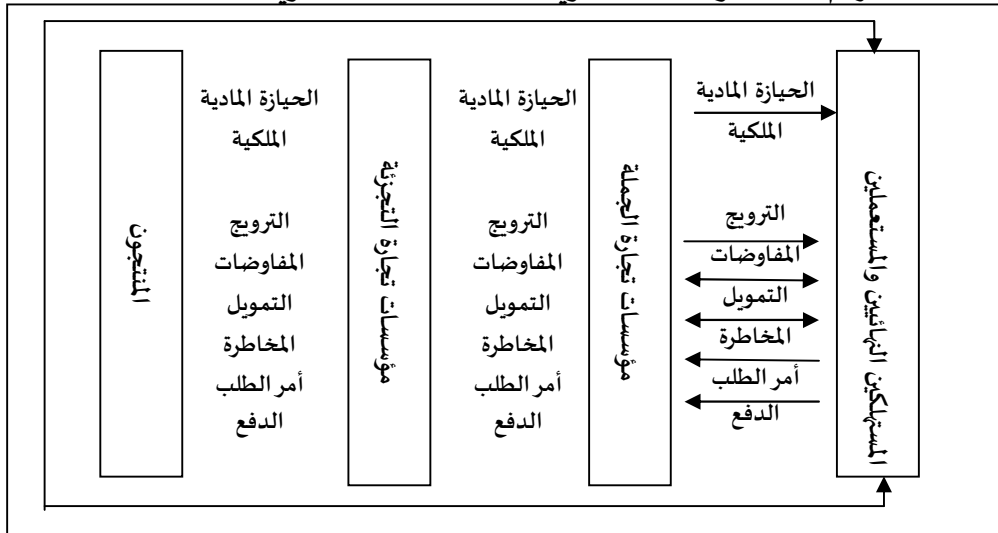 المنتجون
الحيازة المادية
الملكية
الترويج
المفاوضات
التمويل
المخاطرة
أمر الطلب
الدفع
مؤسسات تجارة التجزئة
الحيازة المادية
الملكية
الترويج
المفاوضات
التمويل
المخاطرة
أمر الطلب
الدفع
مؤسسات تجارة الجملة
الحيازة المادية
الملكية
الترويج
المفاوضات
التمويل
المخاطرة
أمر الطلب
الدفع
المستهلكين النهائيين والمستعملين